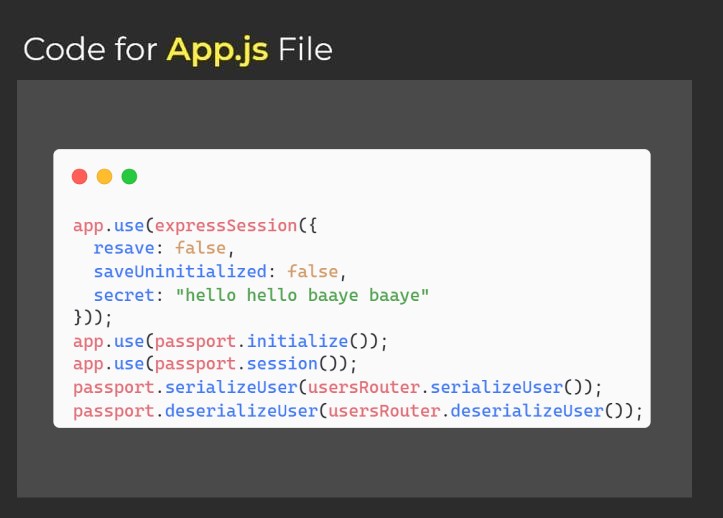 Code for App.js File
app.use(expressSession({
  resave: false,
  saveUninitialized: false,
  secret: "hello hello baaye baaye"
}));
app.use(passport.initialize());
app.use(passport.session());
passport.serializeUser(usersRouter.serializeUser());
passport.deserializeUser(usersRouter.deserializeUser());